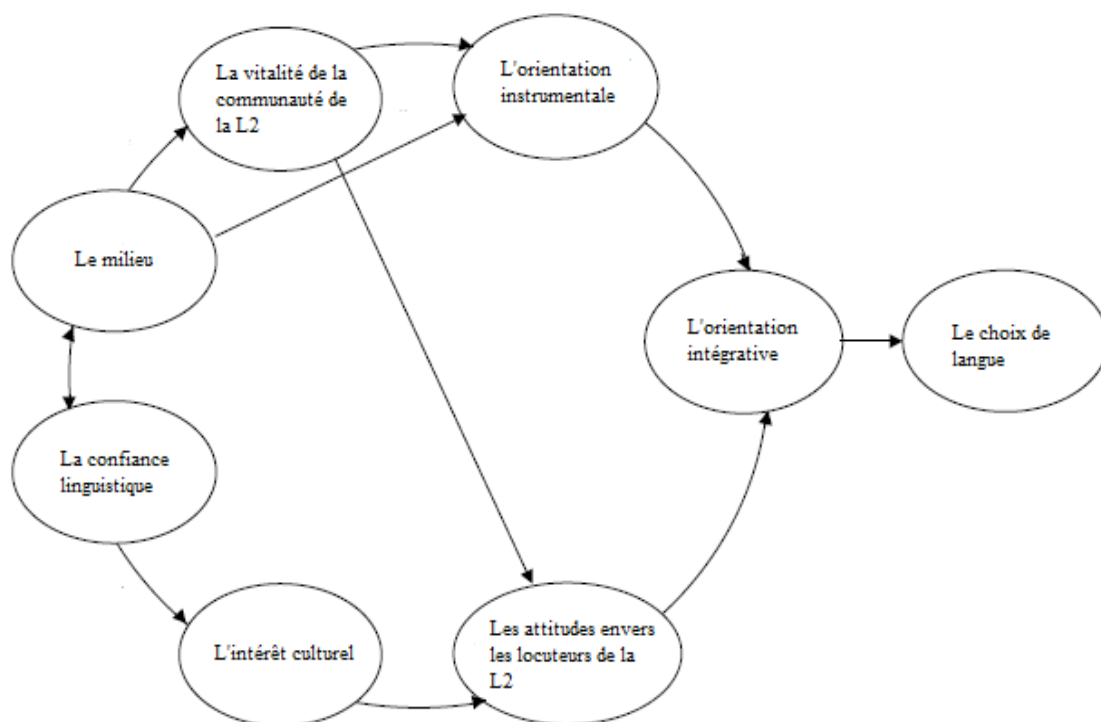 La vitalité de la
communauté de
la L2
L'orientation
instrumentale
Le milieu
L'orientation
intégrative
Le choix de
langue
La confiance
linguistique
L'intérêt culturel
Les attitudes envers
les locuteurs de la
L2